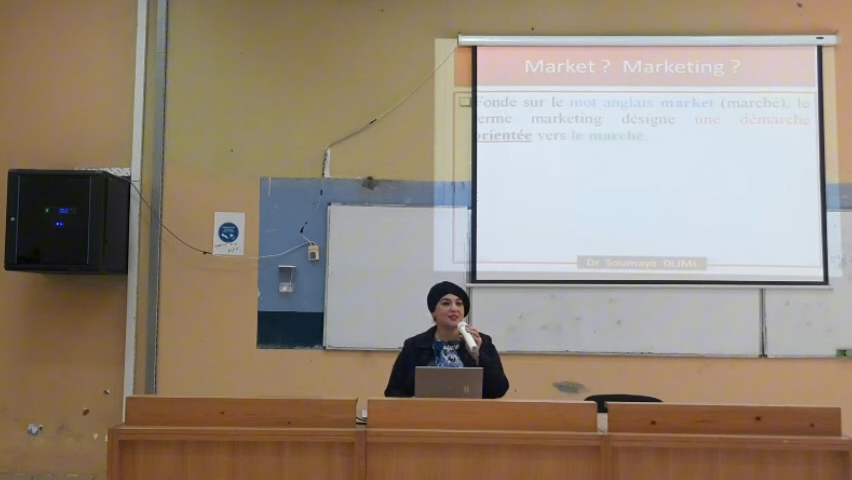 Market ? Marketing ?
Fondé sur le mot anglais market (marché), le
terme marketing désigne une démarche
orientée vers le marché.
Dr. Soumaya OLIMI